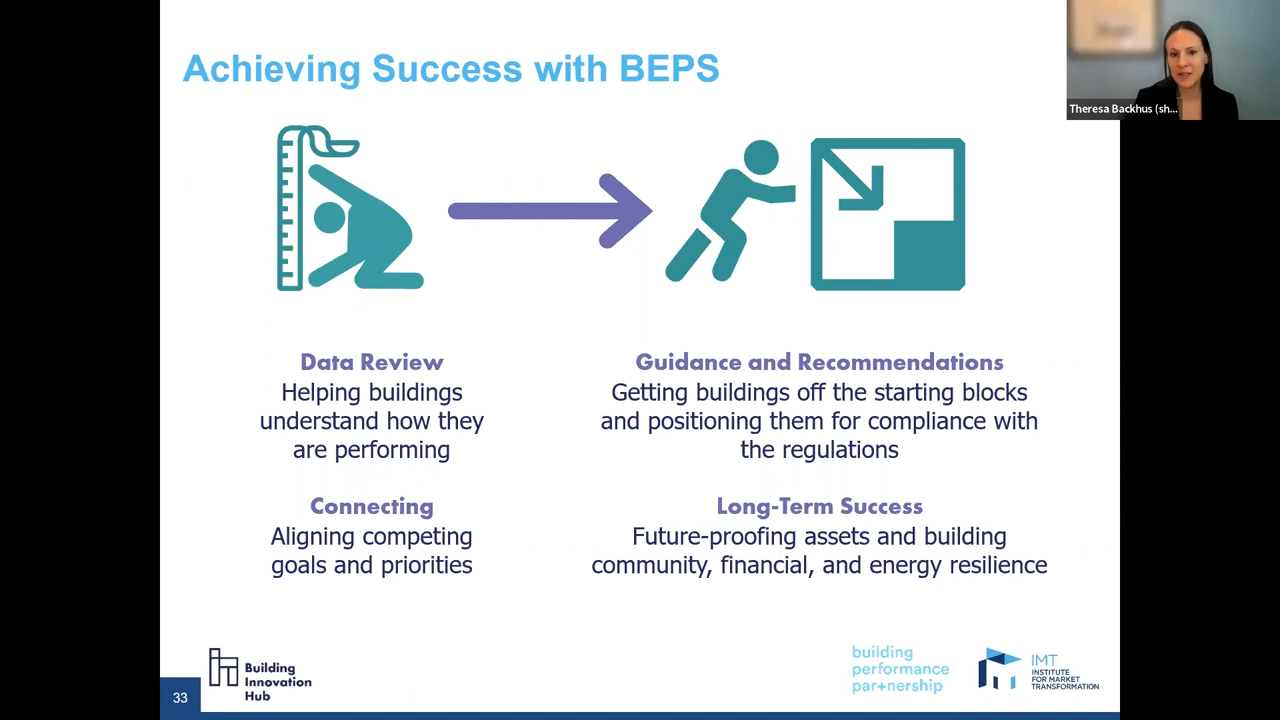 Achieving Success with BEPS
Theresa Backhus (sh...
Data Review
Helping buildings
understand how they
are performing
Guidance and Recommendations
Getting buildings off the starting blocks
and positioning them for compliance with
the regulations
Connecting
Aligning competing
goals and priorities
Long-Term Success
Future-proofing assets and building
community, financial, and energy resilience
33
Building
Innovation
Hub
building
performance
par+nership
IMT
INSTITUTE
FOR MARKET
TRANSFORMATION